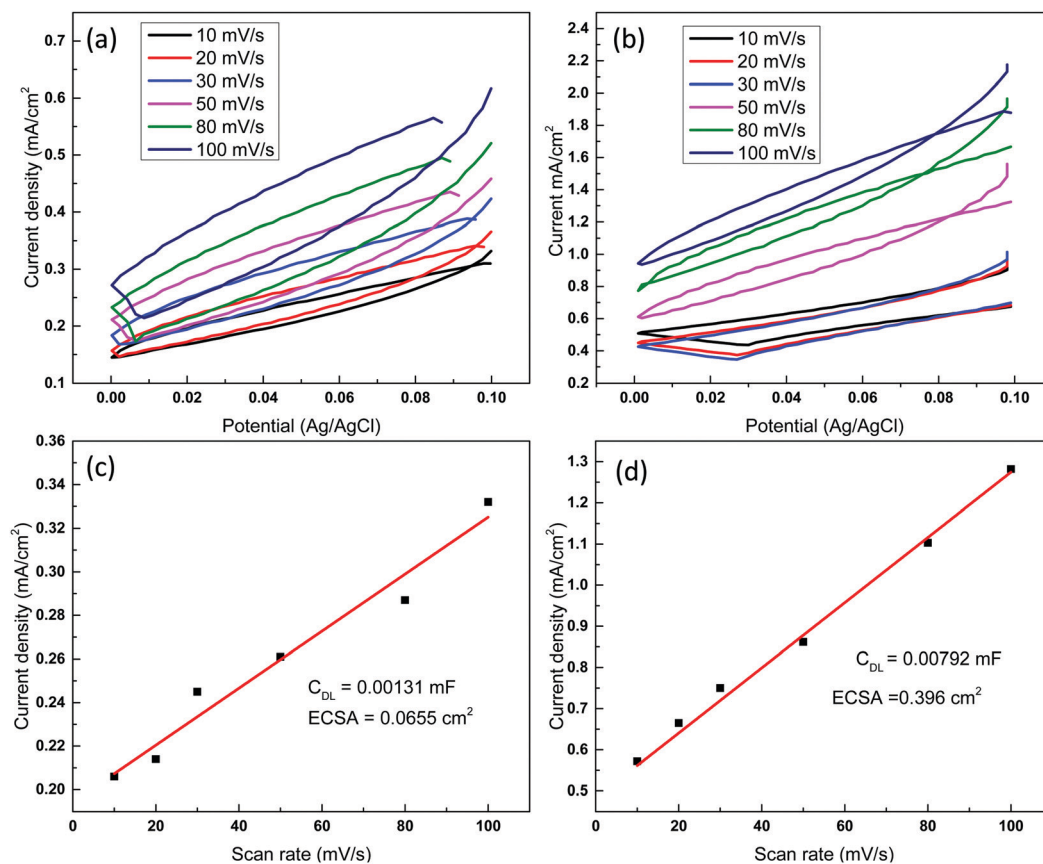 (a)
10 mV/s
20 mV/s
30 mV/s
50 mV/s
80 mV/s
100 mV/s
Current density (mA/cm²)
0.7
0.6
0.5
0.4
0.3
0.2
0.1
0.00 0.02 0.04 0.06 0.08 0.10
Potential (Ag/AgCl)
(b)
10 mV/s
20 mV/s
30 mV/s
50 mV/s
80 mV/s
100 mV/s
Current mA/cm²
2.4
2.2
2.0
1.8
1.6
1.4
1.2
1.0
0.8
0.6
0.4
0.2
0.00 0.02 0.04 0.06 0.08 0.10
Potential (Ag/AgCl)
(c)
Current density (mA/cm²)
0.36
0.34
0.32
0.30
0.28
0.26
0.24
0.22
0.20
C_DL = 0.00131 mF
ECSA = 0.0655 cm²
0 20 40 60 80 100
Scan rate (mV/s)
(d)
Current density (mA/cm²)
1.3
1.2
1.1
1.0
0.9
0.8
0.7
0.6
0.5
C_DL = 0.00792 mF
ECSA =0.396 cm²
0 20 40 60 80 100
Scan rate (mV/s)